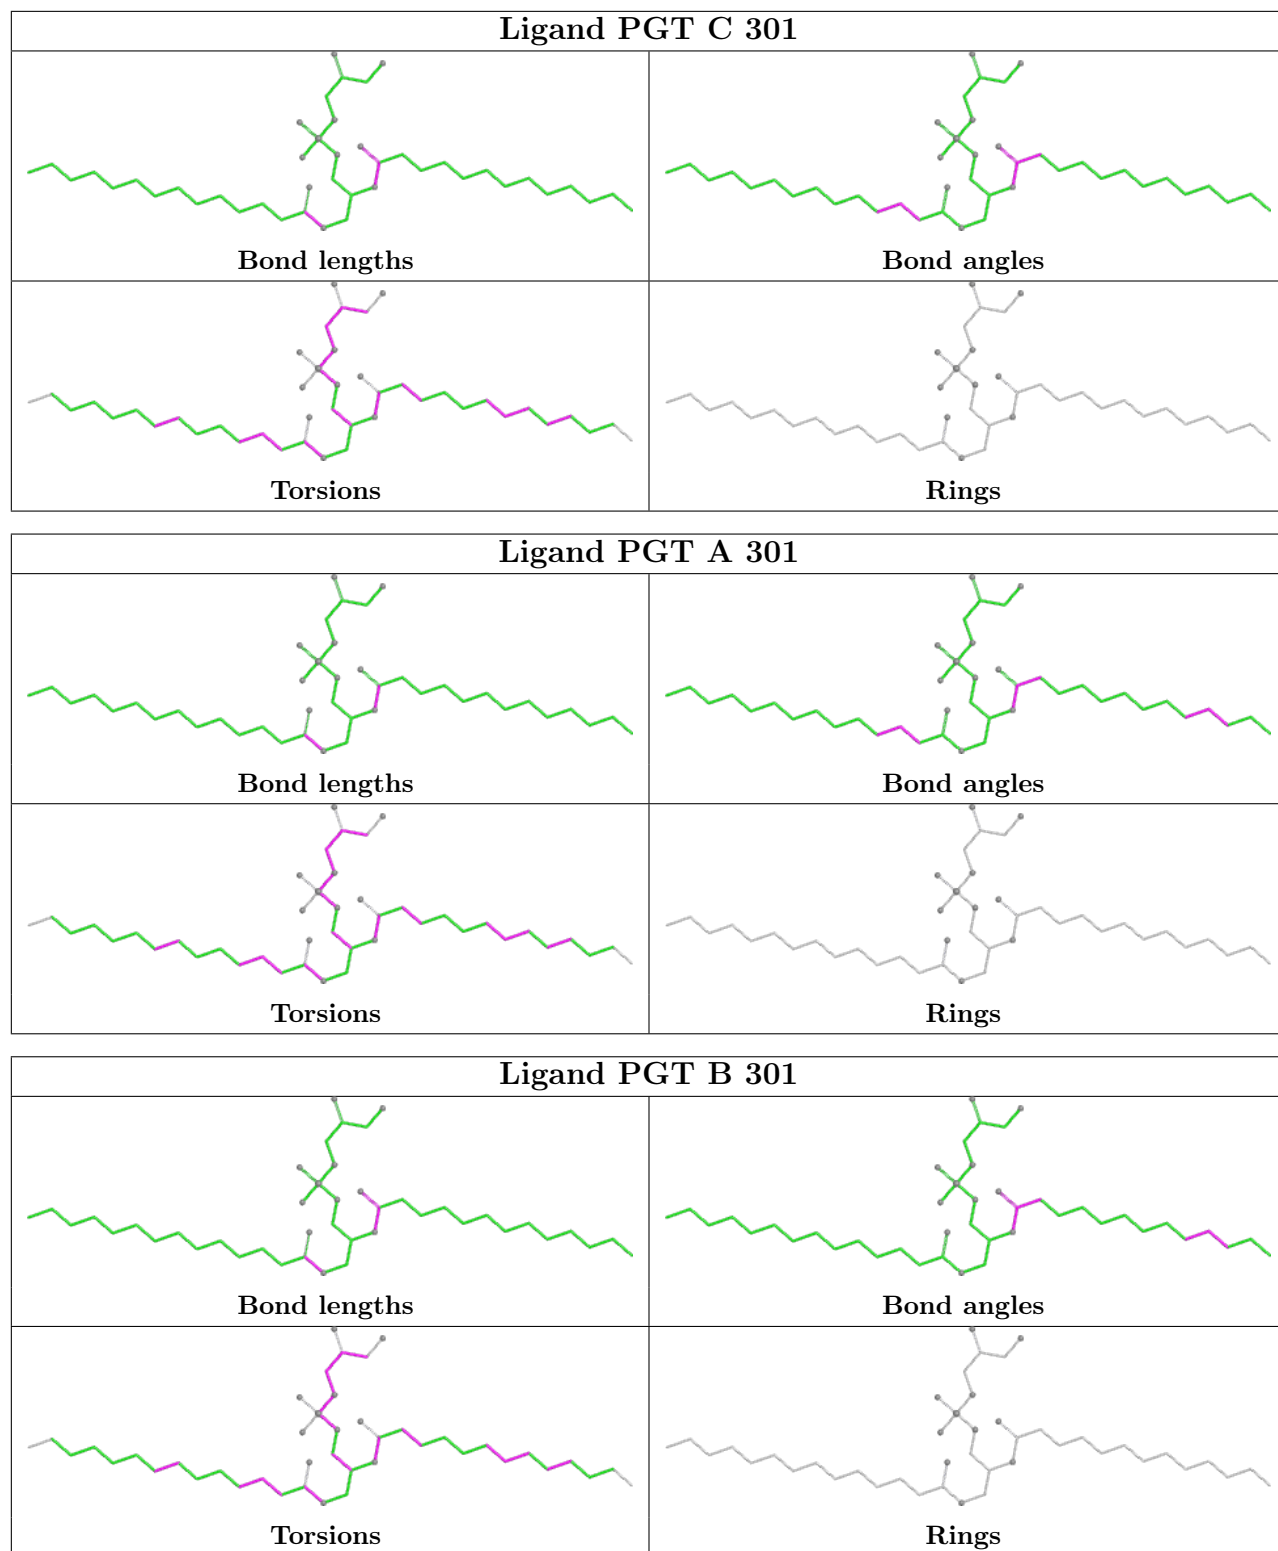 Ligand PGT C 301
Bond lengths
Bond angles
Torsions
Rings
Ligand PGT A 301
Bond lengths
Bond angles
Torsions
Rings
Ligand PGT B 301
Bond lengths
Bond angles
Torsions
Rings